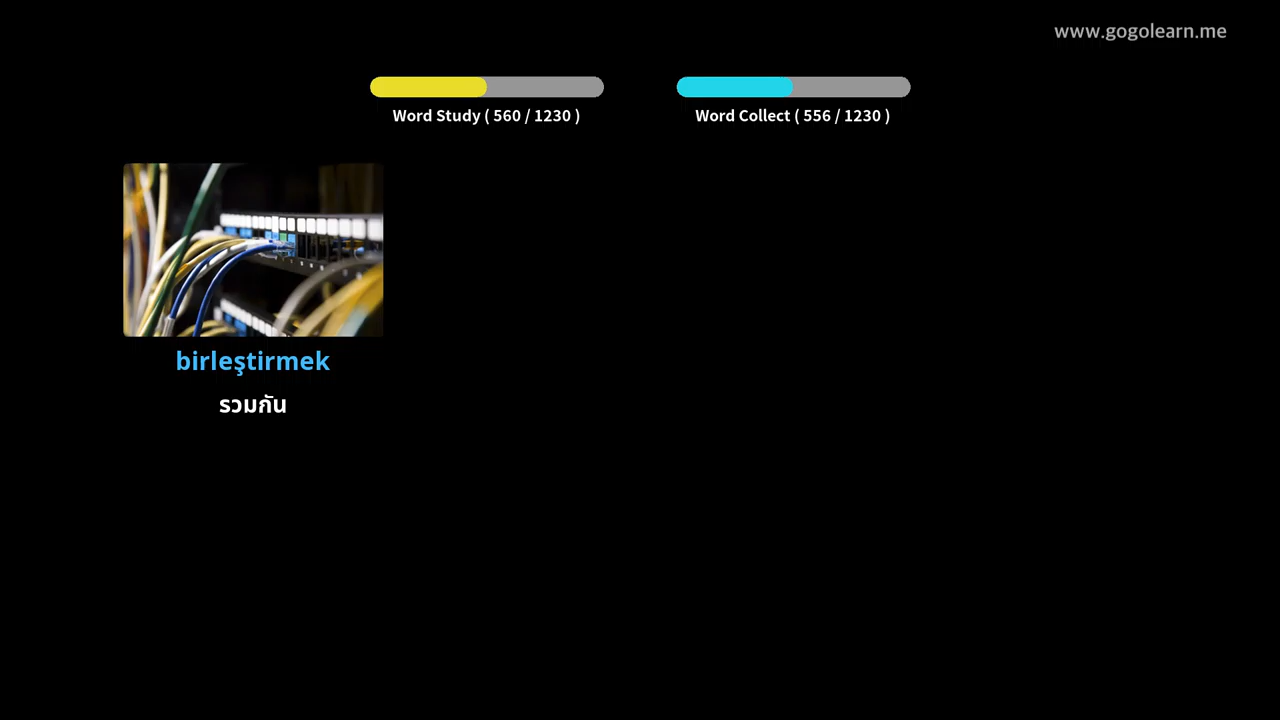 www.gogolearn.me
Word Study ( 560 / 1230 )
Word Collect ( 556 / 1230 )
birleştirmek
รวมกัน